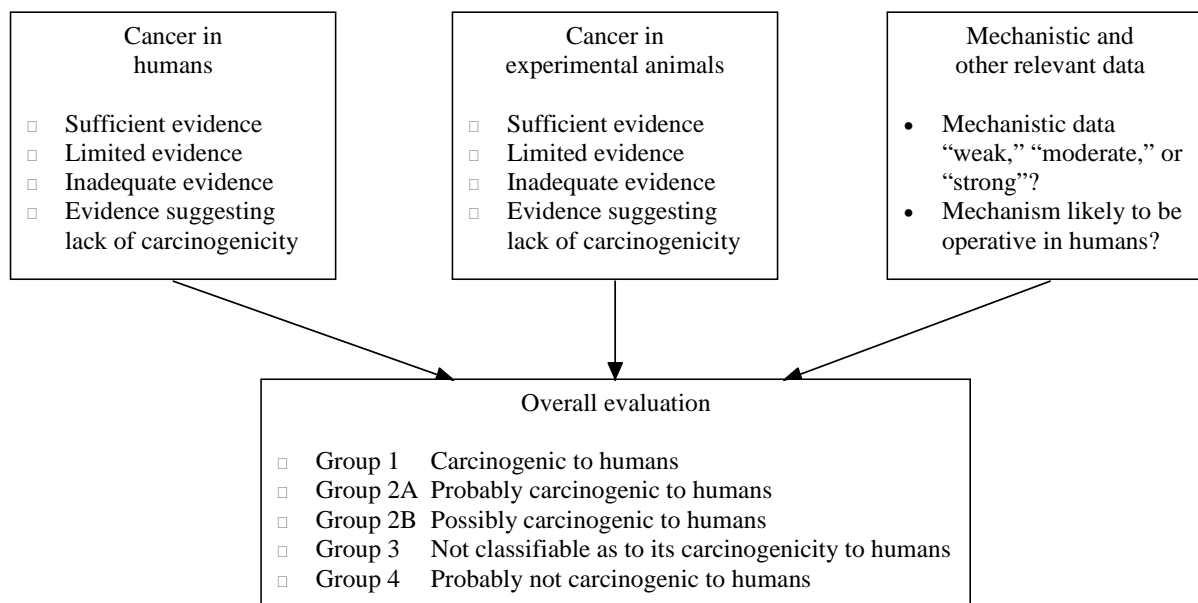 Cancer in
humans
Sufficient evidence
Limited evidence
Inadequate evidence
Evidence suggesting
lack of carcinogenicity
Cancer in
experimental animals
Sufficient evidence
Limited evidence
Inadequate evidence
Evidence suggesting
lack of carcinogenicity
Mechanistic and
other relevant data
• Mechanistic data
“weak,” “moderate,” or
“strong”?
• Mechanism likely to be
operative in humans?
Overall evaluation
Group 1 Carcinogenic to humans
Group 2A Probably carcinogenic to humans
Group 2B Possibly carcinogenic to humans
Group 3 Not classifiable as to its carcinogenicity to humans
Group 4 Probably not carcinogenic to humans